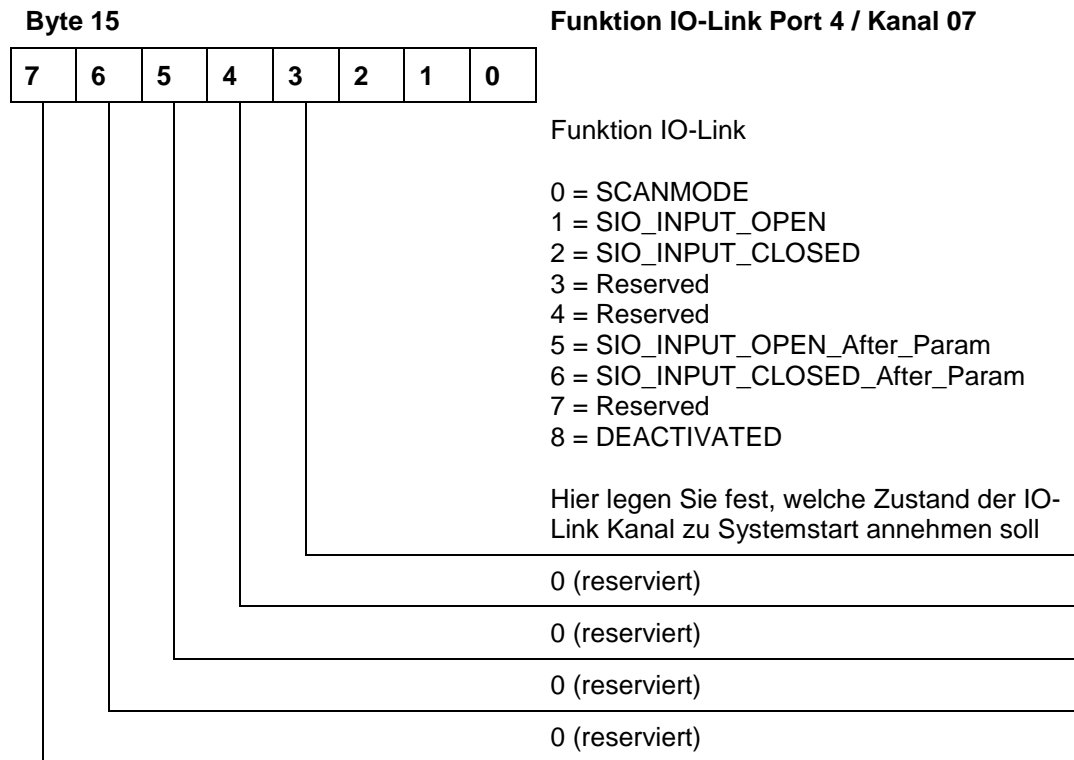 Byte 15
Funktion IO-Link Port 4 / Kanal 07
7 6 5 4 3 2 1 0
Funktion IO-Link
0 = SCANMODE
1 = SIO_INPUT_OPEN
2 = SIO_INPUT_CLOSED
3 = Reserved
4 = Reserved
5 = SIO_INPUT_OPEN_After_Param
6 = SIO_INPUT_CLOSED_After_Param
7 = Reserved
8 = DEACTIVATED
Hier legen Sie fest, welche Zustand der IO-
Link Kanal zu Systemstart annehmen soll
0 (reserviert)
0 (reserviert)
0 (reserviert)
0 (reserviert)